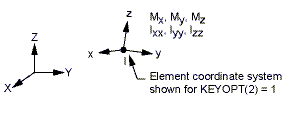 z
Mx, My, Mz
Ixx, Iyy, Izz
Z
x
y
I
Y
X
Element coordinate system
shown for KEYOPT(2) = 1